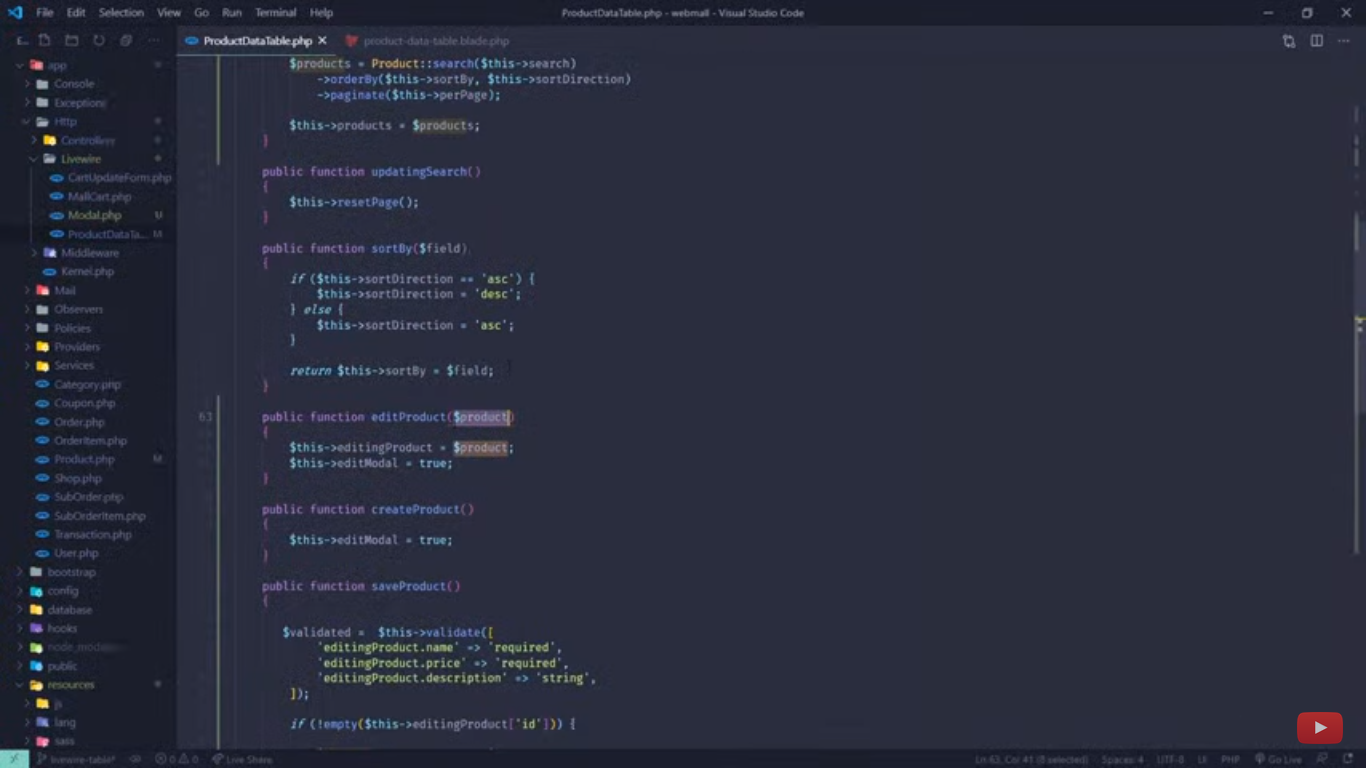 File Edit Selection View Go Run Terminal Help
ProductDataTable.php - webmall - Visual Studio Code
E...
ProductDataTable.php
product-data-table.blade.php
app
Console
Exceptions
Http
Controllers
Livewire
CartUpdateForm.php
MallCart.php
Modal.php U
ProductDataTa... M
Middleware
Kernel.php
Mail
Observers
Policies
Providers
Services
Category.php
Coupon.php
Order.php
OrderItem.php
Product.php M
Shop.php
SubOrder.php
SubOrderItem.php
Transaction.php
User.php
bootstrap
config
database
hooks
public
resources
js
lang
sass
$products = Product::search($this->search)
->orderBy($this->sortBy, $this->sortDirection)
->paginate($this->perPage);
$this->products = $products;
}
public function updatingSearch()
{
$this->resetPage();
}
public function sortBy($field)
{
if ($this->sortDirection == 'asc') {
$this->sortDirection = 'desc';
} else {
$this->sortDirection = 'asc';
}
return $this->sortBy = $field;
}
63 public function editProduct($product)
{
$this->editingProduct = $product;
$this->editModal = true;
}
public function createProduct()
{
$this->editModal = true;
}
public function saveProduct()
{
$validated = $this->validate([
'editingProduct.name' => 'required',
'editingProduct.price' => 'required',
'editingProduct.description' => 'string',
]);
if (!empty($this->editingProduct['id'])) {
livewire-table* 0 0 Live Share
Ln 63, Col 41 (8 selected) Spaces: 4 UTF-8 LF PHP Go Live